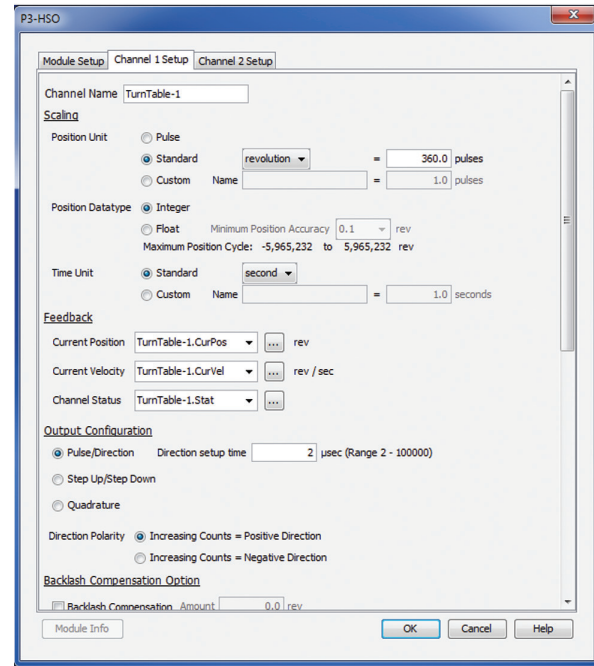 P3-HSO
Module Setup Channel 1 Setup Channel 2 Setup
Channel Name TurnTable-1
Scaling
Position Unit Pulse
Standard revolution = 360.0 pulses
Custom Name = 1.0 pulses
Position Datatype Integer
Float Minimum Position Accuracy 0.1 rev
Maximum Position Cycle: -5,965,232 to 5,965,232 rev
Time Unit Standard second
Custom Name = 1.0 seconds
Feedback
Current Position TurnTable-1.CurPos ... rev
Current Velocity TurnTable-1.CurVel ... rev / sec
Channel Status TurnTable-1.Stat ...
Output Configuration
Pulse/Direction Direction setup time 2 µsec (Range 2 - 100000)
Step Up/Step Down
Quadrature
Direction Polarity Increasing Counts = Positive Direction
Increasing Counts = Negative Direction
Backlash Compensation Option
Backlash Compensation Amount 0.0 rev
Module Info OK Cancel Help